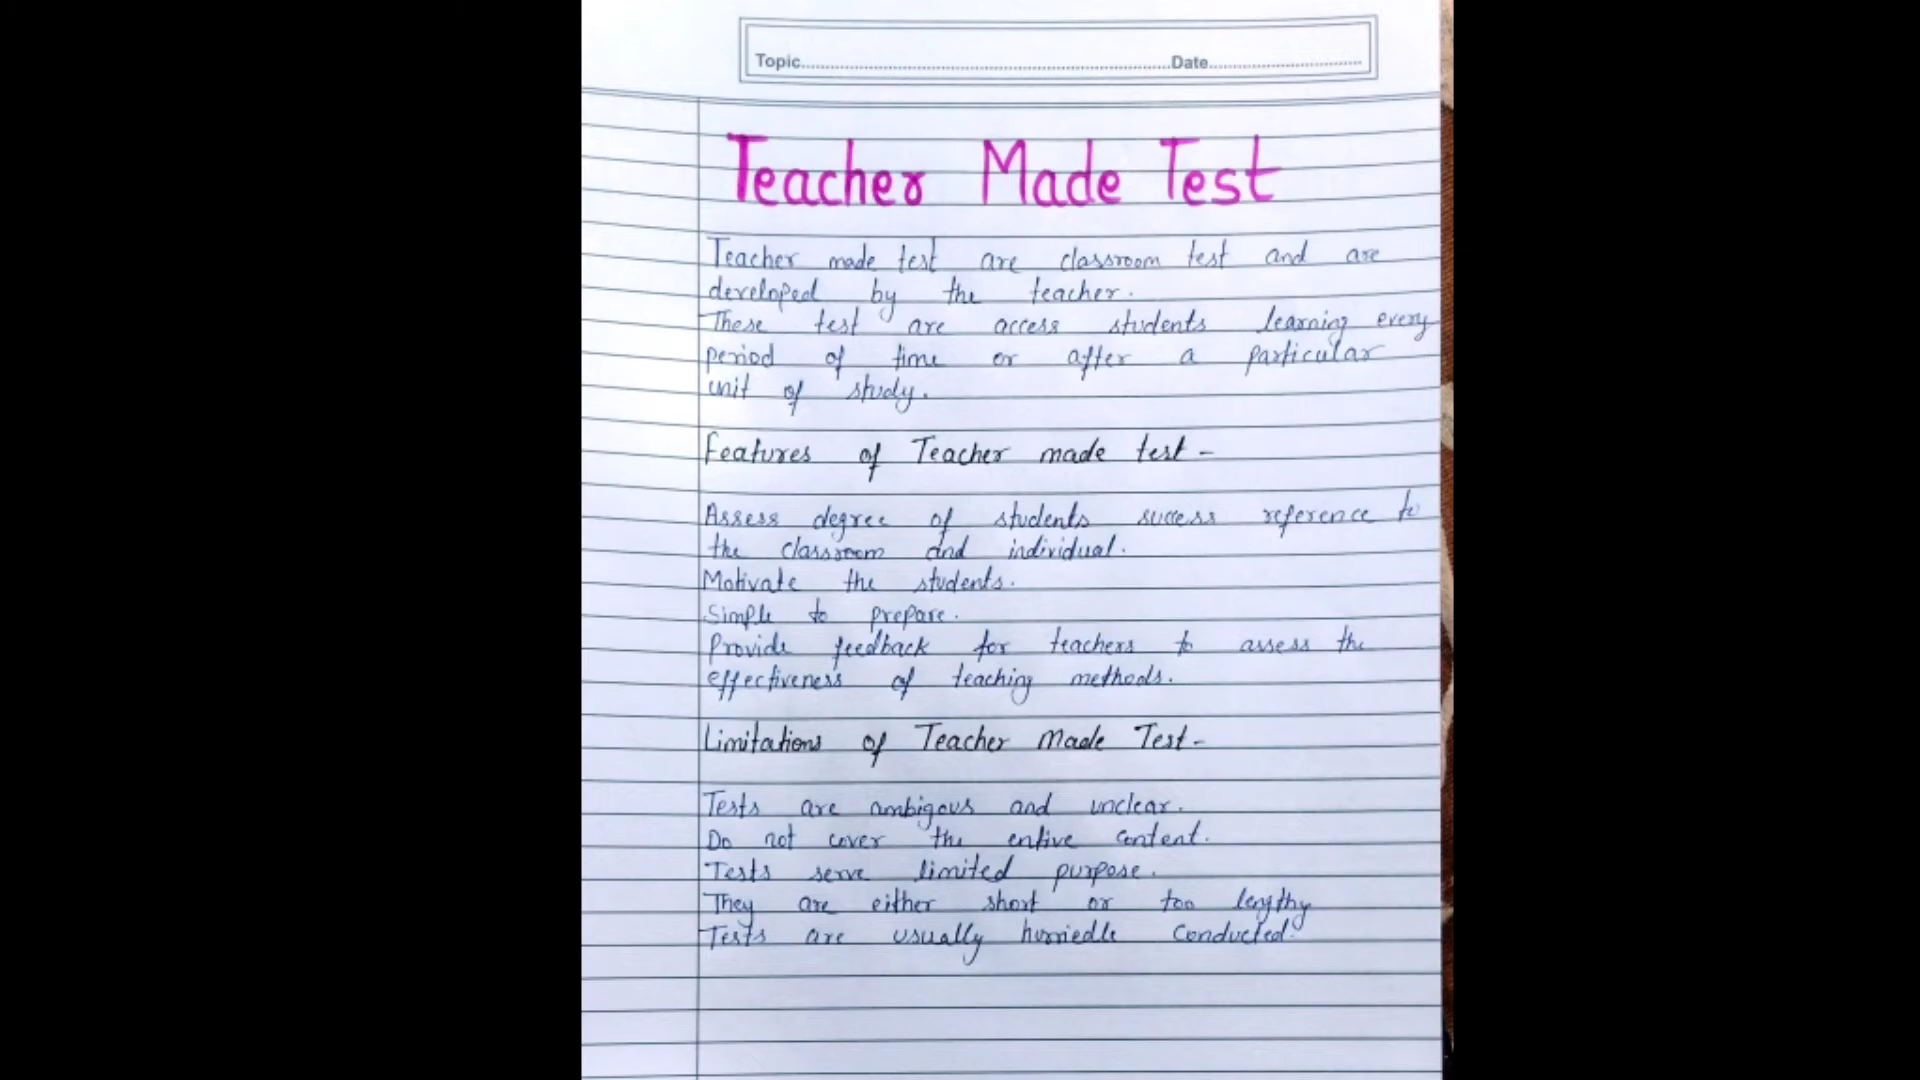 Topic Date
Teacher Made Test
Teacher made test are classroom test and are
developed by the teacher.
These test are access students learning every
period of time or after a particular
unit of study.
Features of Teacher made test -
Assess degree of students success reference to
the classroom and individual.
Motivate the students.
Simple to prepare.
Provide feedback for teachers to assess the
effectiveness of teaching methods.
Limitations of Teacher Made Test -
Tests are ambigous and unclear.
Do not cover the entive content.
Tests serve limited purpose.
They are either short or too lengthy
Tests are usually hurriedle Conducted.